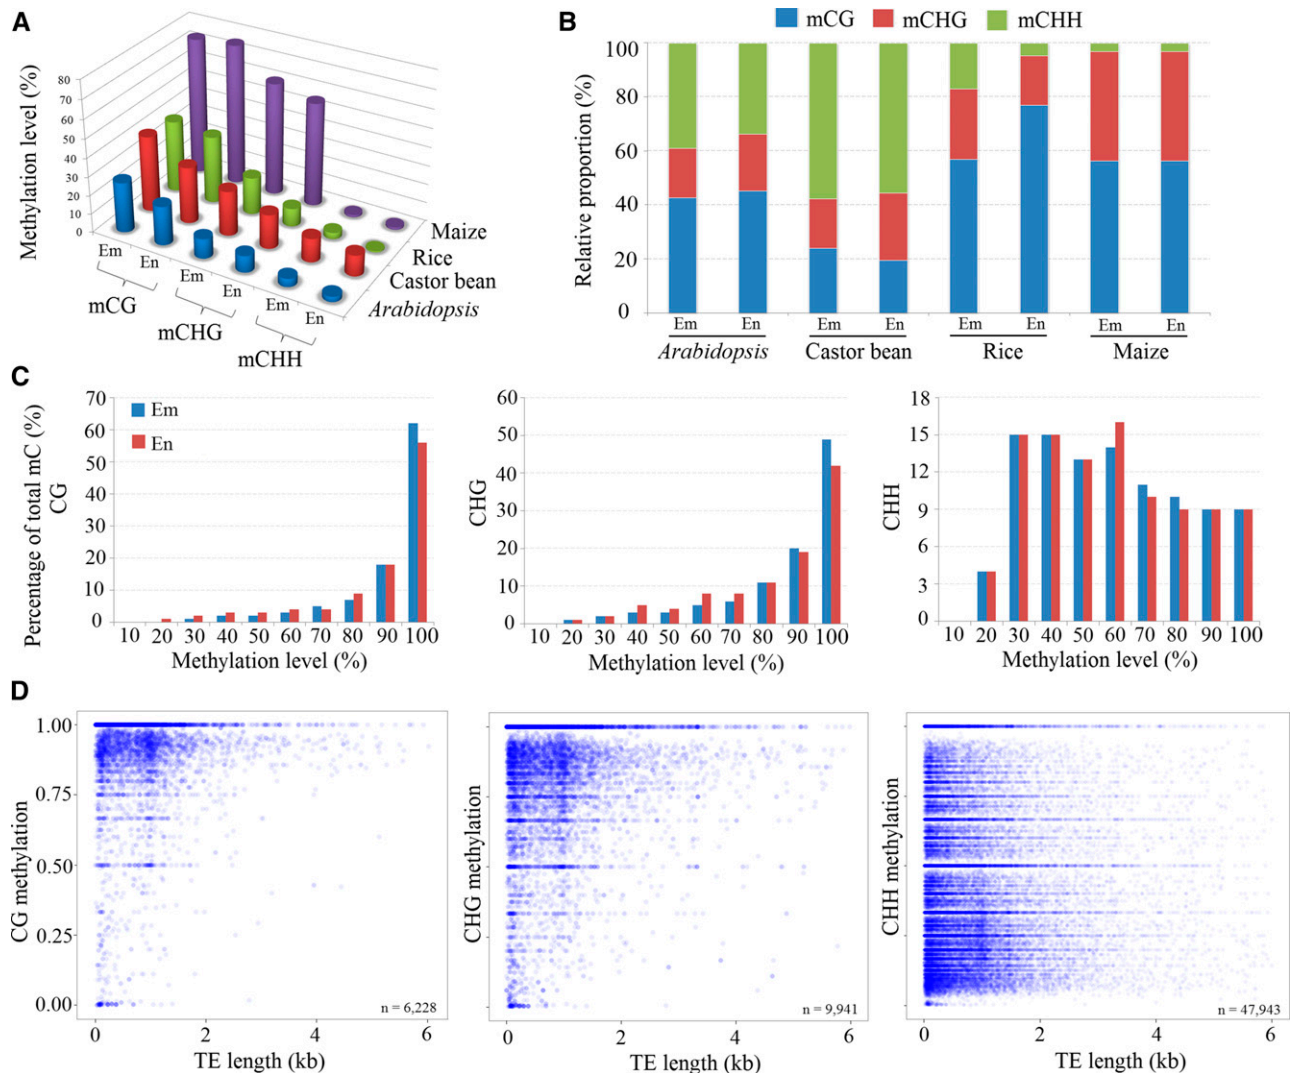 A
Methylation level (%)
80
70
60
50
40
30
20
10
0
Em
En
Em
En
Em
En
mCG
mCHG
mCHH
Maize
Rice
Castor bean
Arabidopsis
B
mCG mCHG mCHH
Relative proportion (%)
100
80
60
40
20
0
Em En Em En Em En Em En
Arabidopsis Castor bean Rice Maize
C
Percentage of total mC (%)
CG
70
60
50
40
30
20
10
0
Em
En
10 20 30 40 50 60 70 80 90 100
Methylation level (%)
CHG
60
50
40
30
20
10
0
10 20 30 40 50 60 70 80 90 100
Methylation level (%)
CHH
18
15
12
9
6
3
0
10 20 30 40 50 60 70 80 90 100
Methylation level (%)
D
CG methylation
1.00
0.75
0.50
0.25
0.00
n = 6,228
0 2 4 6
TE length (kb)
CHG methylation
n = 9,941
0 2 4 6
TE length (kb)
CHH methylation
n = 47,943
0 2 4 6
TE length (kb)